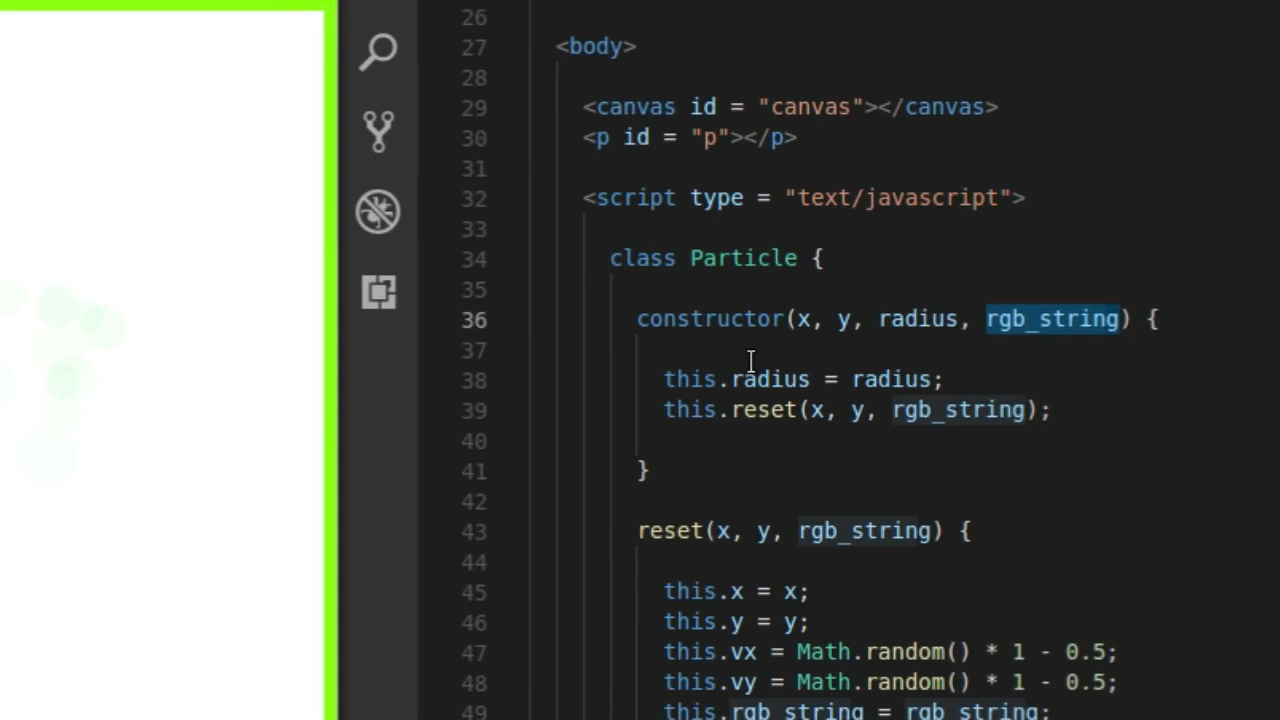 26
27 <body>
28
29 <canvas id = "canvas"></canvas>
30 <p id = "p"></p>
31
32 <script type = "text/javascript">
33
34 class Particle {
35
36 constructor(x, y, radius, rgb_string) {
37
38 this.radius = radius;
39 this.reset(x, y, rgb_string);
40
41 }
42
43 reset(x, y, rgb_string) {
44
45 this.x = x;
46 this.y = y;
47 this.vx = Math.random() * 1 - 0.5;
48 this.vy = Math.random() * 1 - 0.5;
49 this.rgb_string = rgb_string;